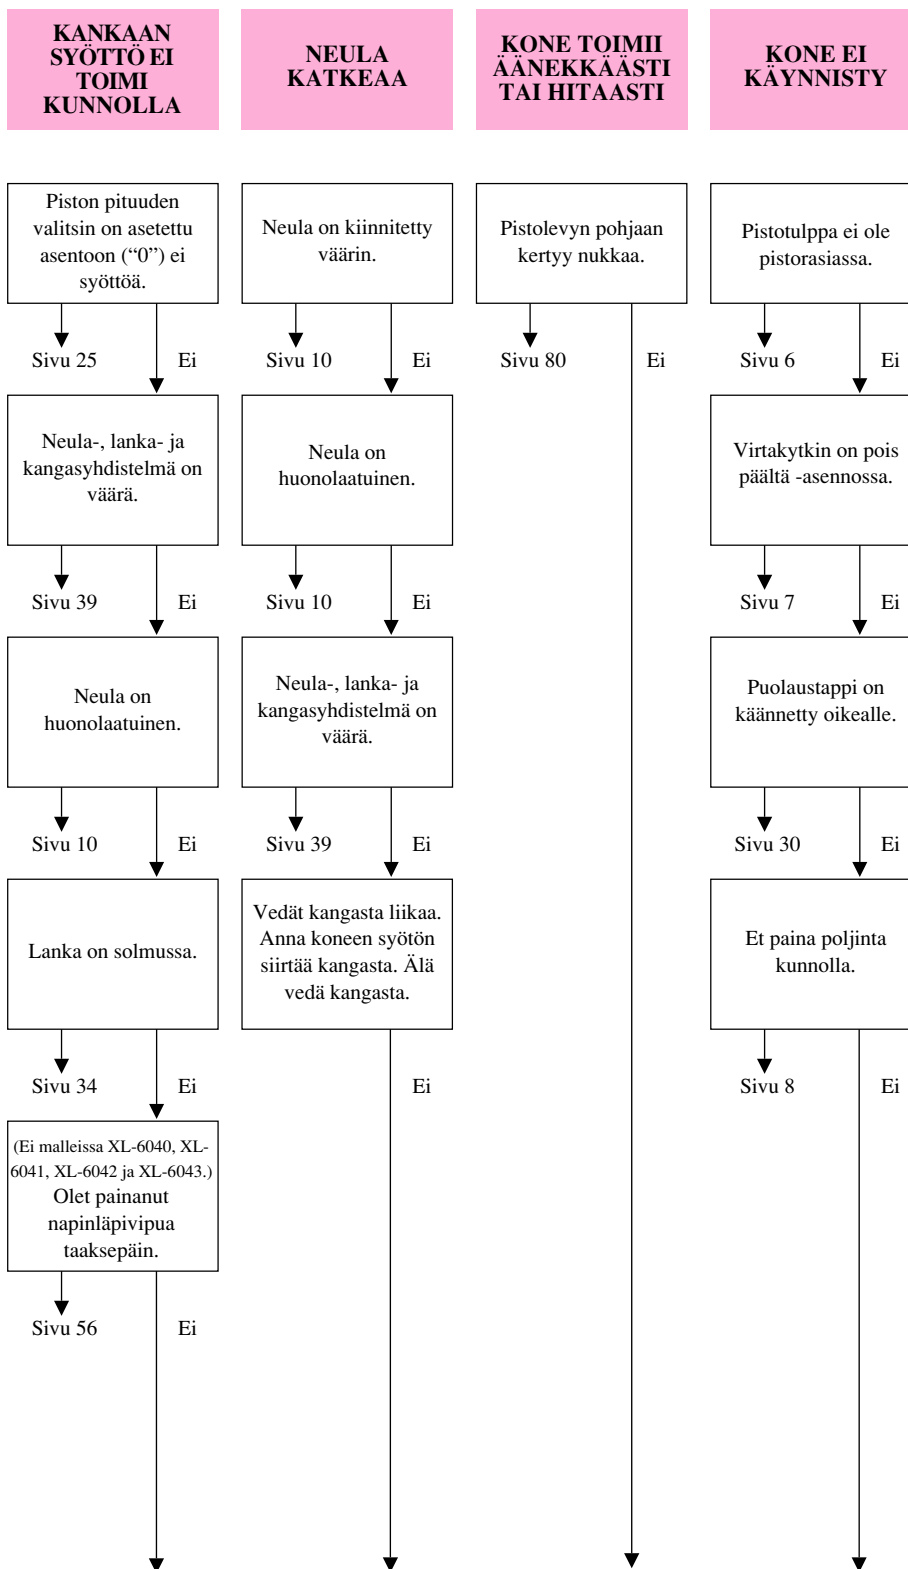 KANKAAN
SYÖTTÖ EI
TOIMI
KUNNOLLA
Piston pituuden
valitsin on asetettu
asentoon (“0”) ei
syöttöä.
Sivu 25
Ei
Neula-, lanka- ja
kangasyhdistelmä on
väärä.
Sivu 39
Ei
Neula on
huonolaatuinen.
Sivu 10
Ei
Lanka on solmussa.
Sivu 34
Ei
(Ei malleissa XL-6040, XL-
6041, XL-6042 ja XL-6043.)
Olet painanut
napinläpivipua
taaksepäin.
Sivu 56
Ei
NEULA
KATKEAA
Neula on kiinnitetty
väärin.
Sivu 10
Ei
Neula on
huonolaatuinen.
Sivu 10
Ei
Neula-, lanka- ja
kangasyhdistelmä on
väärä.
Sivu 39
Ei
Vedät kangasta liikaa.
Anna koneen syötön
siirtää kangasta. Älä
vedä kangasta.
Ei
KONE TOIMII
ÄÄNEKKÄÄSTI
TAI HITAASTI
Pistolevyn pohjaan
kertyy nukkaa.
Sivu 80
Ei
KONE EI
KÄYNNISTY
Pistotulppa ei ole
pistorasiassa.
Sivu 6
Ei
Virtakytkin on pois
päältä -asennossa.
Sivu 7
Ei
Puolaustappi on
käännetty oikealle.
Sivu 30
Ei
Et paina poljinta
kunnolla.
Sivu 8
Ei